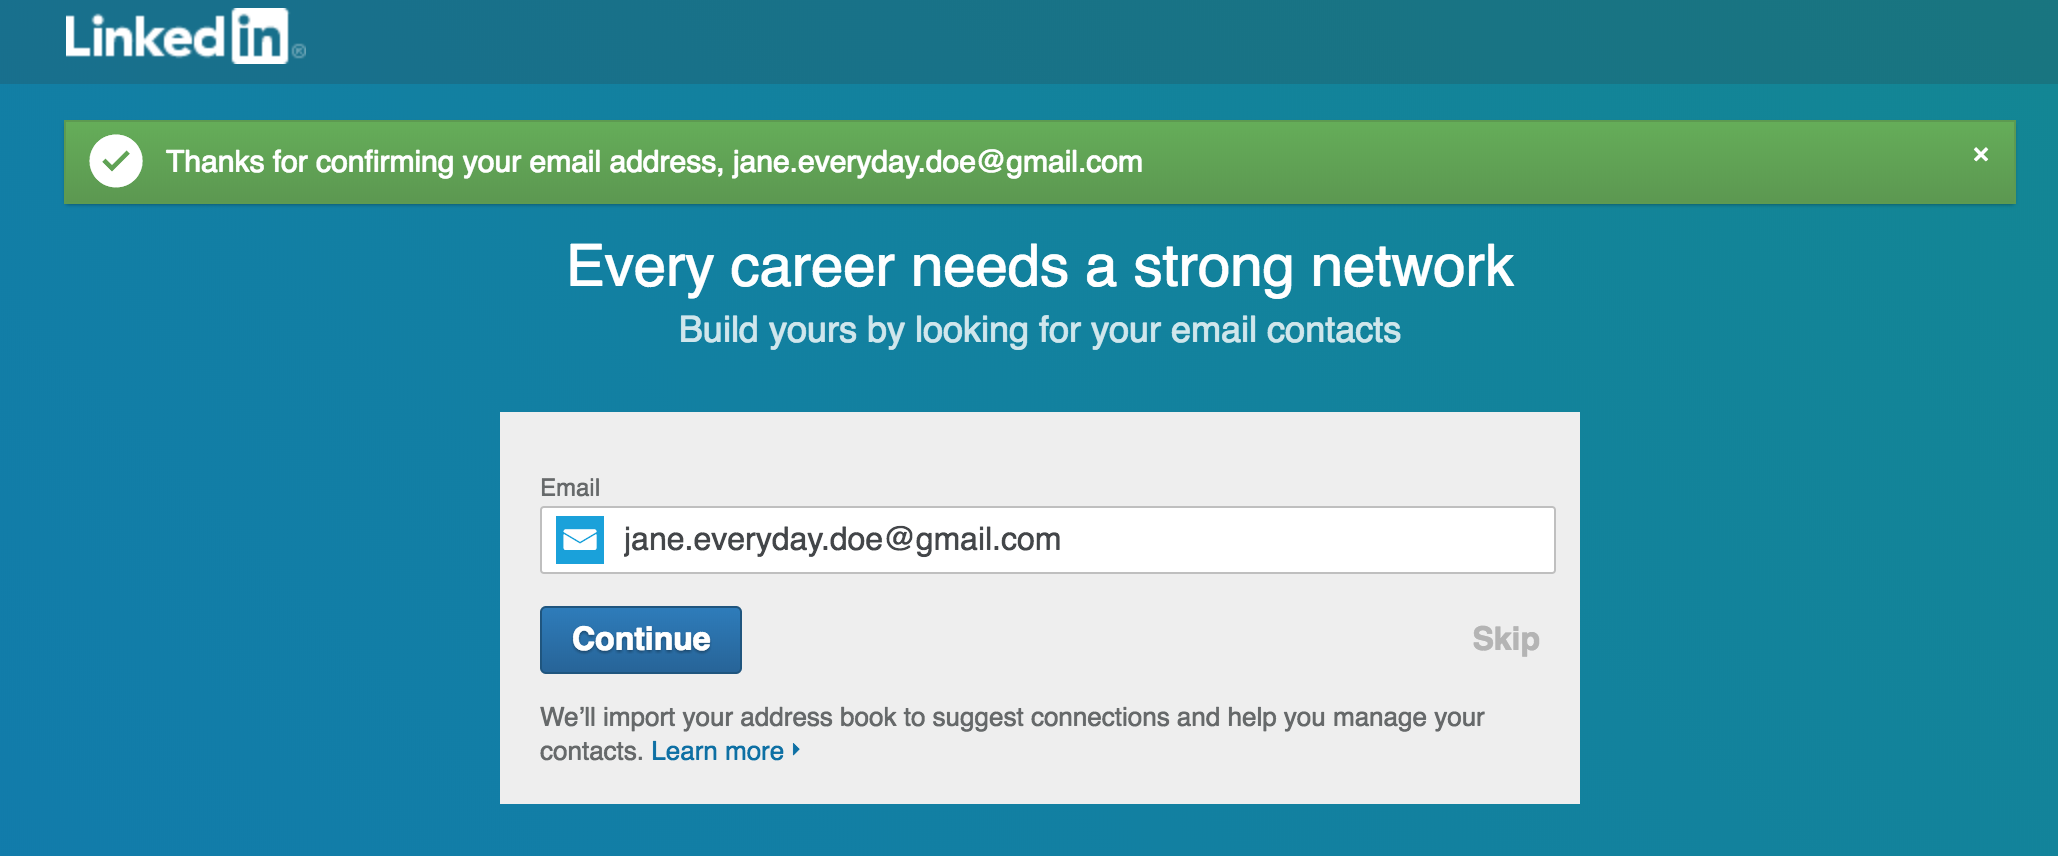 Linked in ®
Thanks for confirming your email address, jane.everyday.doe@gmail.com ×
Every career needs a strong network
Build yours by looking for your email contacts
Email
jane.everyday.doe@gmail.com
Continue Skip
We’ll import your address book to suggest connections and help you manage your
contacts. Learn more